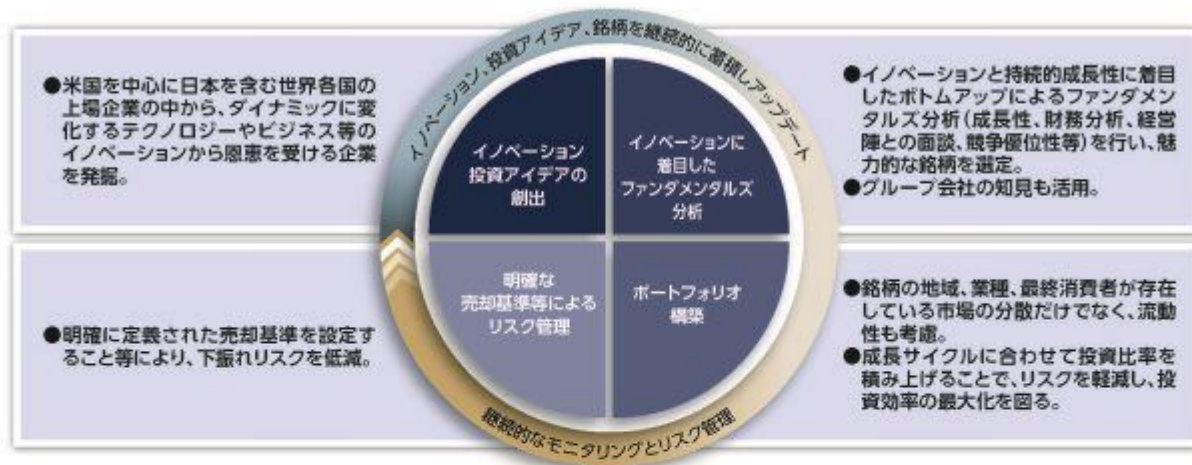 イノベーション、投資アイデア、銘柄を継続的に蓄積しアップデート
●米国を中心に日本を含む世界各国の
上場企業の中から、ダイナミックに変
化するテクノロジーやビジネス等の
イノベーションから恩恵を受ける企業
を発掘。
イノベーション
投資アイデアの
創出
イノベーションに
着目した
ファンダメンタルズ
分析
●イノベーションと持続的成長性に着目
したボトムアップによるファンダメン
タルズ分析(成長性、財務分析、経営
陣との面談、競争優位性等)を行い、魅
力的な銘柄を選定。
●グループ会社の知見も活用。
●明確に定義された売却基準を設定す
ること等により、下振れリスクを低減。
明確な
売却基準等による
リスク管理
ポートフォリオ
構築
●銘柄の地域、業種、最終消費者が存在
している市場の分散だけでなく、流動
性も考慮。
●成長サイクルに合わせて投資比率を
積み上げることで、リスクを軽減し、投
資効率の最大化を図る。
継続的なモニタリングとリスク管理